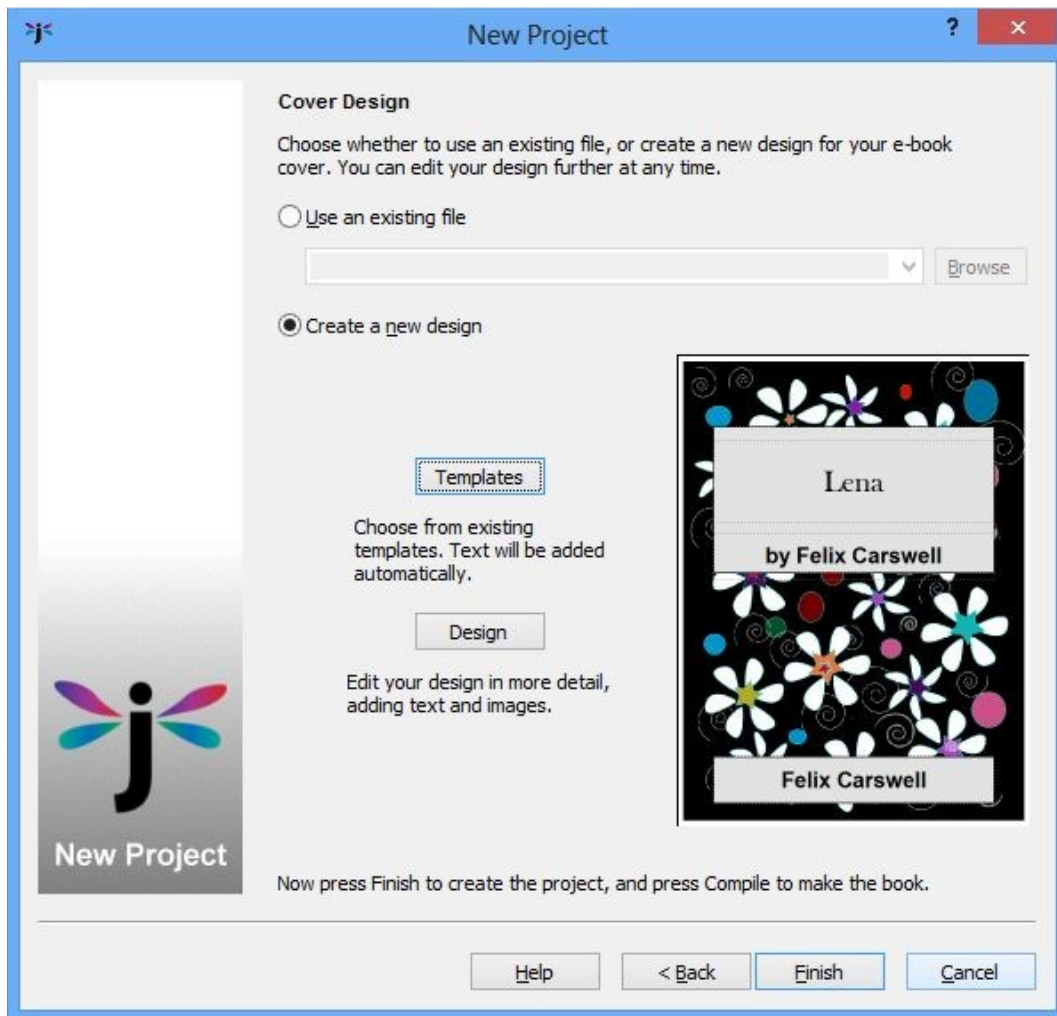 j
New Project
?
×
Cover Design
Choose whether to use an existing file, or create a new design for your e-book
cover. You can edit your design further at any time.
Use an existing file
Browse
Create a new design
Templates
Choose from existing
templates. Text will be added
automatically.
Design
Edit your design in more detail,
adding text and images.
Lena
by Felix Carswell
Felix Carswell
j
New Project
Now press Finish to create the project, and press Compile to make the book.
Help
< Back
Finish
Cancel